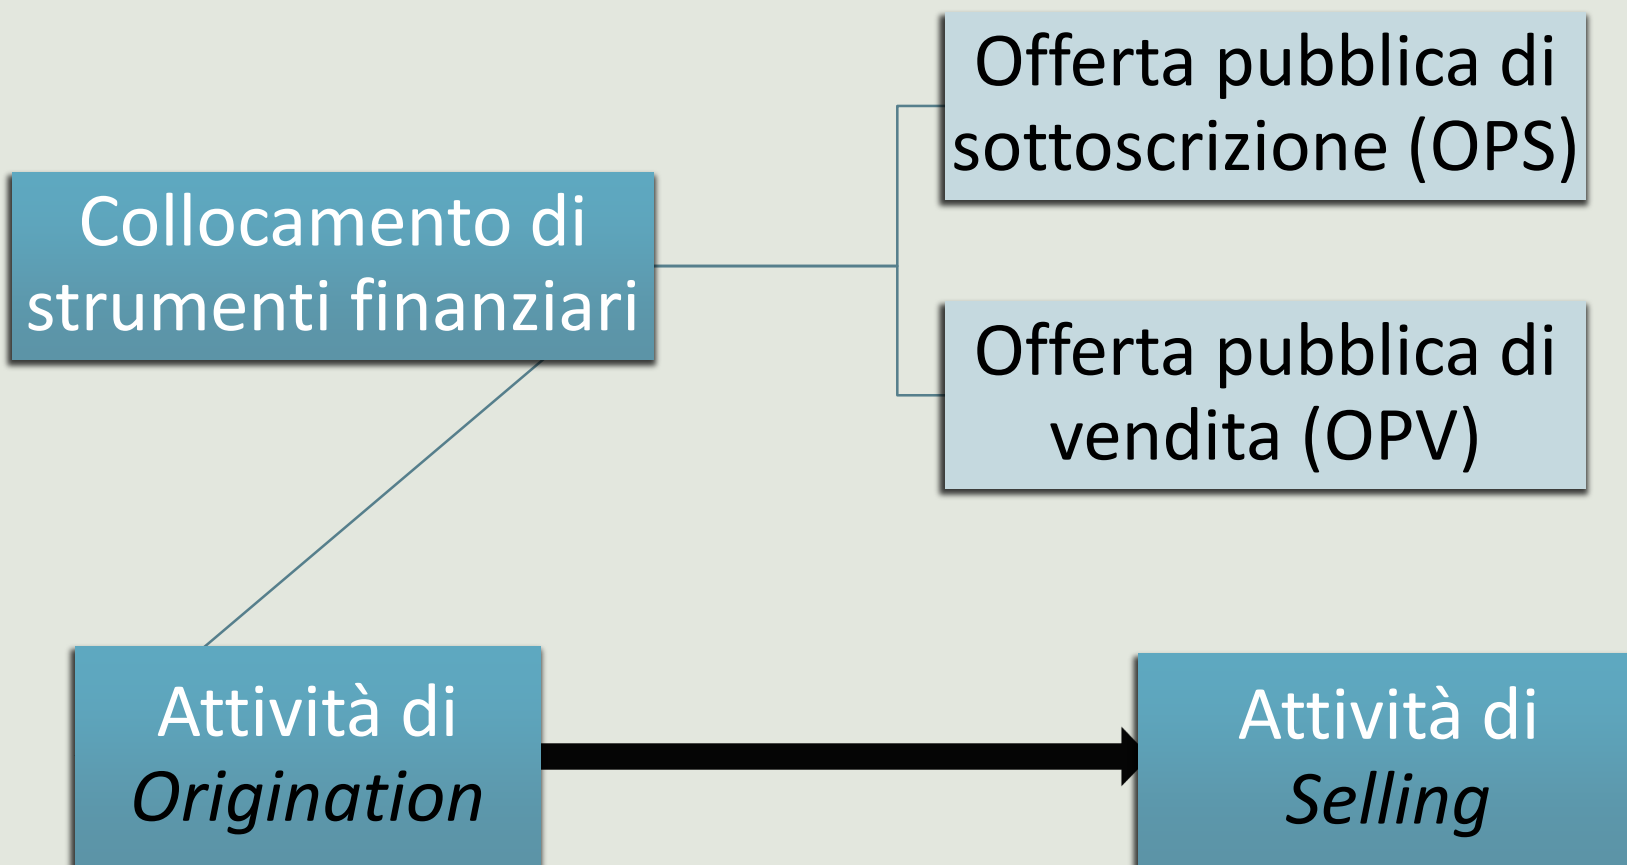 Offerta pubblica di
sottoscrizione (OPS)
Collocamento di
strumenti finanziari
Offerta pubblica di
vendita (OPV)
Attività di
Origination
Attività di
Selling